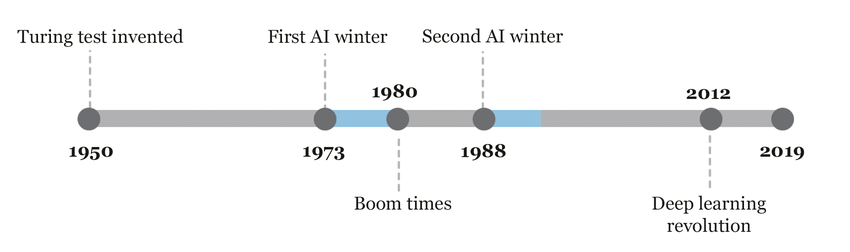 Turing test invented
First AI winter
Second AI winter
1980
2012
1950
1973
1988
2019
Boom times
Deep learning
revolution